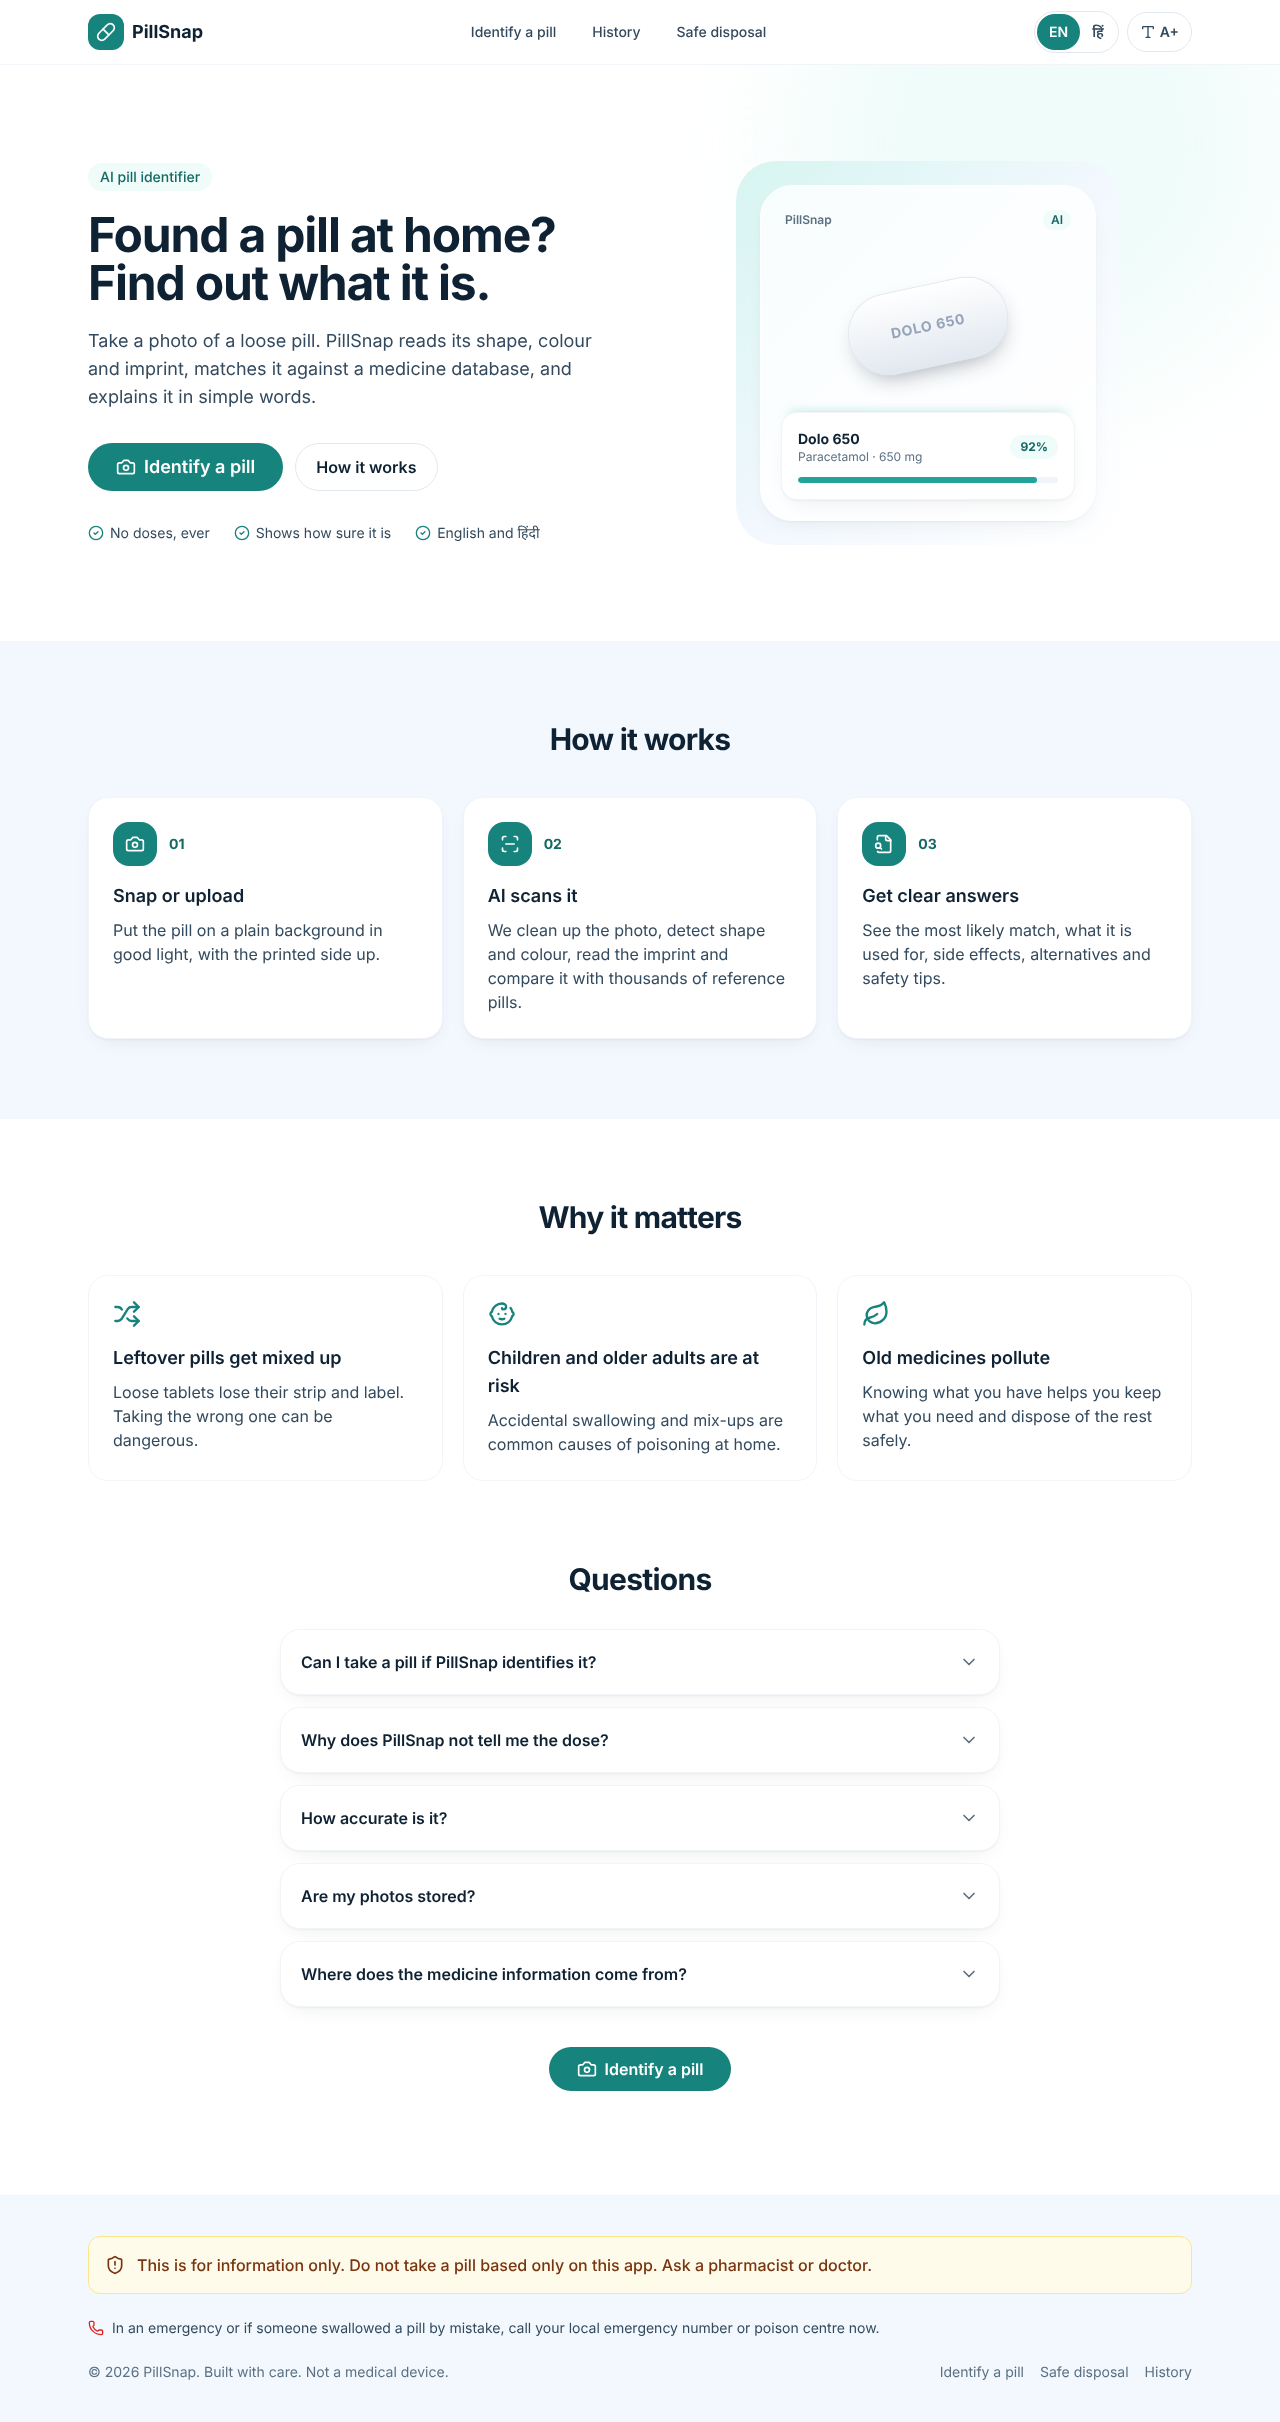 PillSnap
Identify a pill
History
Safe disposal
EN
हिं
A+
AI pill identifier
Found a pill at home?
Find out what it is.
Take a photo of a loose pill. PillSnap reads its shape, colour
and imprint, matches it against a medicine database, and
explains it in simple words.
Identify a pill
How it works
No doses, ever
Shows how sure it is
English and हिंदी
PillSnap
AI
DOLO 650
Dolo 650
Paracetamol · 650 mg
92%
How it works
01
Snap or upload
Put the pill on a plain background in
good light, with the printed side up.
02
AI scans it
We clean up the photo, detect shape
and colour, read the imprint and
compare it with thousands of reference
pills.
03
Get clear answers
See the most likely match, what it is
used for, side effects, alternatives and
safety tips.
Why it matters
Leftover pills get mixed up
Loose tablets lose their strip and label.
Taking the wrong one can be
dangerous.
Children and older adults are at
risk
Accidental swallowing and mix-ups are
common causes of poisoning at home.
Old medicines pollute
Knowing what you have helps you keep
what you need and dispose of the rest
safely.
Questions
Can I take a pill if PillSnap identifies it?
Why does PillSnap not tell me the dose?
How accurate is it?
Are my photos stored?
Where does the medicine information come from?
Identify a pill
This is for information only. Do not take a pill based only on this app. Ask a pharmacist or doctor.
In an emergency or if someone swallowed a pill by mistake, call your local emergency number or poison centre now.
© 2026 PillSnap. Built with care. Not a medical device.
Identify a pill
Safe disposal
History